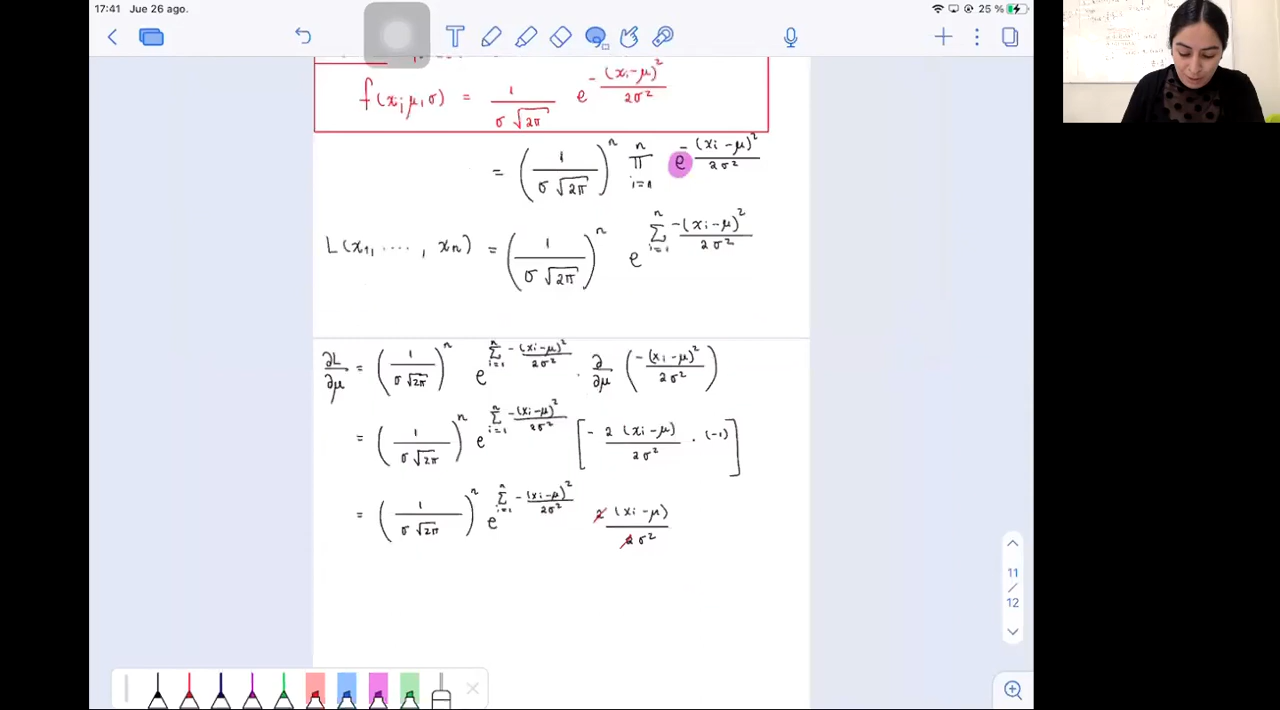 17:41 Jue 26 ago.
25 %
f(x_i; μ, σ) = 1/(σ√2π) e^(-(xi-μ)²/2σ²)
= (1/(σ√2π))^n ∏_{i=1}^n e^(-(xi-μ)²/2σ²)
L(x1, ..., xn) = (1/(σ√2π))^n e^(∑_{i=1}^n -(xi-μ)²/2σ²)
∂L/∂μ = (1/(σ√2π))^n e^(∑_{i=1}^n -(xi-μ)²/2σ²) · ∂/∂μ (-(xi-μ)²/2σ²)
= (1/(σ√2π))^n e^(∑_{i=1}^n -(xi-μ)²/2σ²) [- 2(xi-μ)/2σ² · (-1)]
= (1/(σ√2π))^n e^(∑_{i=1}^n -(xi-μ)²/2σ²) 2(xi-μ)/2σ²
11
/
12